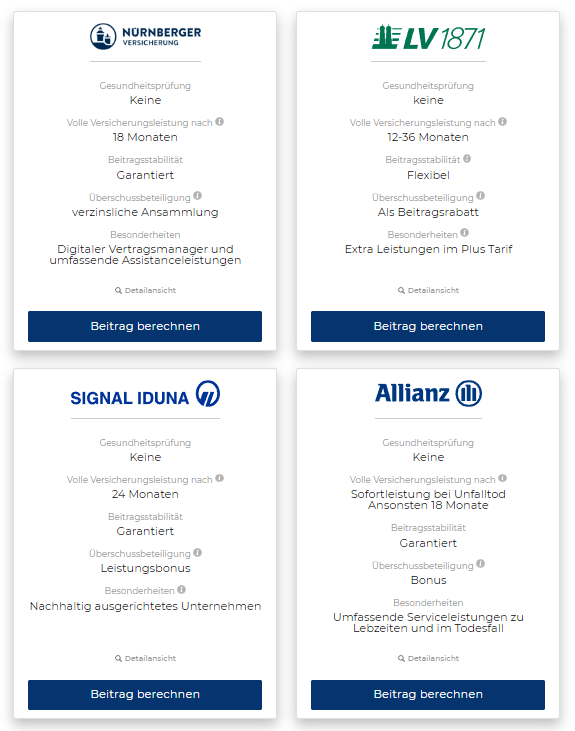 NÜRNBERGER
VERSICHERUNG
Gesundheitsprüfung
Keine
Volle Versicherungsleistung nach
18 Monaten
Beitragsstabilität
Garantiert
Überschussbeteiligung
verzinsliche Ansammlung
Besonderheiten
Digitaler Vertragsmanager und
umfassende Assistanceleistungen
Detailansicht
Beitrag berechnen
LV 1871
Gesundheitsprüfung
keine
Volle Versicherungsleistung nach
12-36 Monaten
Beitragsstabilität
Flexibel
Überschussbeteiligung
Als Beitragsrabatt
Besonderheiten
Extra Leistungen im Plus Tarif
Detailansicht
Beitrag berechnen
SIGNAL IDUNA
Gesundheitsprüfung
Keine
Volle Versicherungsleistung nach
24 Monaten
Beitragsstabilität
Garantiert
Überschussbeteiligung
Leistungsbonus
Besonderheiten
Nachhaltig ausgerichtetes Unternehmen
Detailansicht
Beitrag berechnen
Allianz
Gesundheitsprüfung
Keine
Volle Versicherungsleistung nach
Sofortleistung bei Unfalltod
Ansonsten 18 Monate
Beitragsstabilität
Garantiert
Überschussbeteiligung
Bonus
Besonderheiten
Umfassende Serviceleistungen zu
Lebzeiten und im Todesfall
Detailansicht
Beitrag berechnen